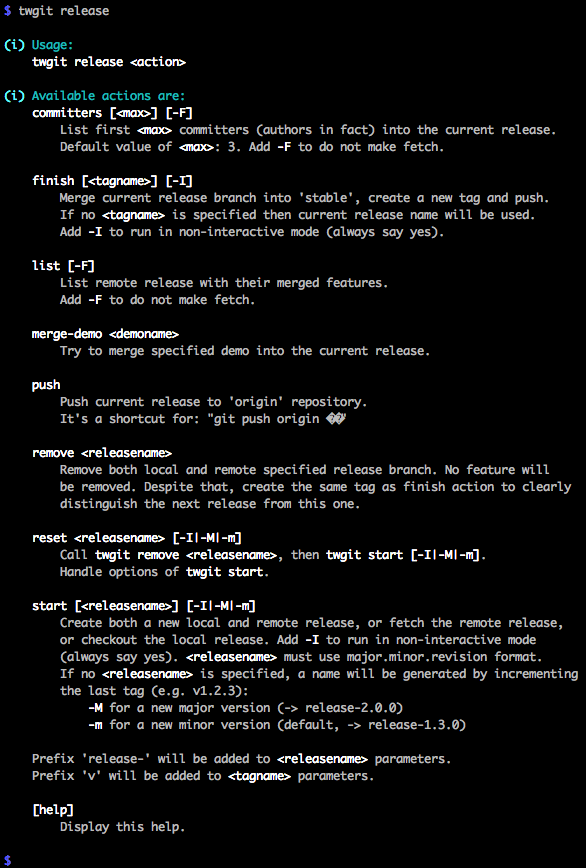 $ twgit release
(i) Usage:
twgit release <action>
(i) Available actions are:
committers [<max>] [-F]
List first <max> committers (authors in fact) into the current release.
Default value of <max>: 3. Add -F to do not make fetch.
finish [<tagname>] [-I]
Merge current release branch into 'stable', create a new tag and push.
If no <tagname> is specified then current release name will be used.
Add -I to run in non-interactive mode (always say yes).
list [-F]
List remote release with their merged features.
Add -F to do not make fetch.
merge-demo <demoname>
Try to merge specified demo into the current release.
push
Push current release to 'origin' repository.
It's a shortcut for: "git push origin ��"
remove <releasename>
Remove both local and remote specified release branch. No feature will
be removed. Despite that, create the same tag as finish action to clearly
distinguish the next release from this one.
reset <releasename> [-I|-M|-m]
Call twgit remove <releasename>, then twgit start [-I|-M|-m].
Handle options of twgit start.
start [<releasename>] [-I|-M|-m]
Create both a new local and remote release, or fetch the remote release,
or checkout the local release. Add -I to run in non-interactive mode
(always say yes). <releasename> must use major.minor.revision format.
If no <releasename> is specified, a name will be generated by incrementing
the last tag (e.g. v1.2.3):
-M for a new major version (-> release-2.0.0)
-m for a new minor version (default, -> release-1.3.0)
Prefix 'release-' will be added to <releasename> parameters.
Prefix 'v' will be added to <tagname> parameters.
[help]
Display this help.
$